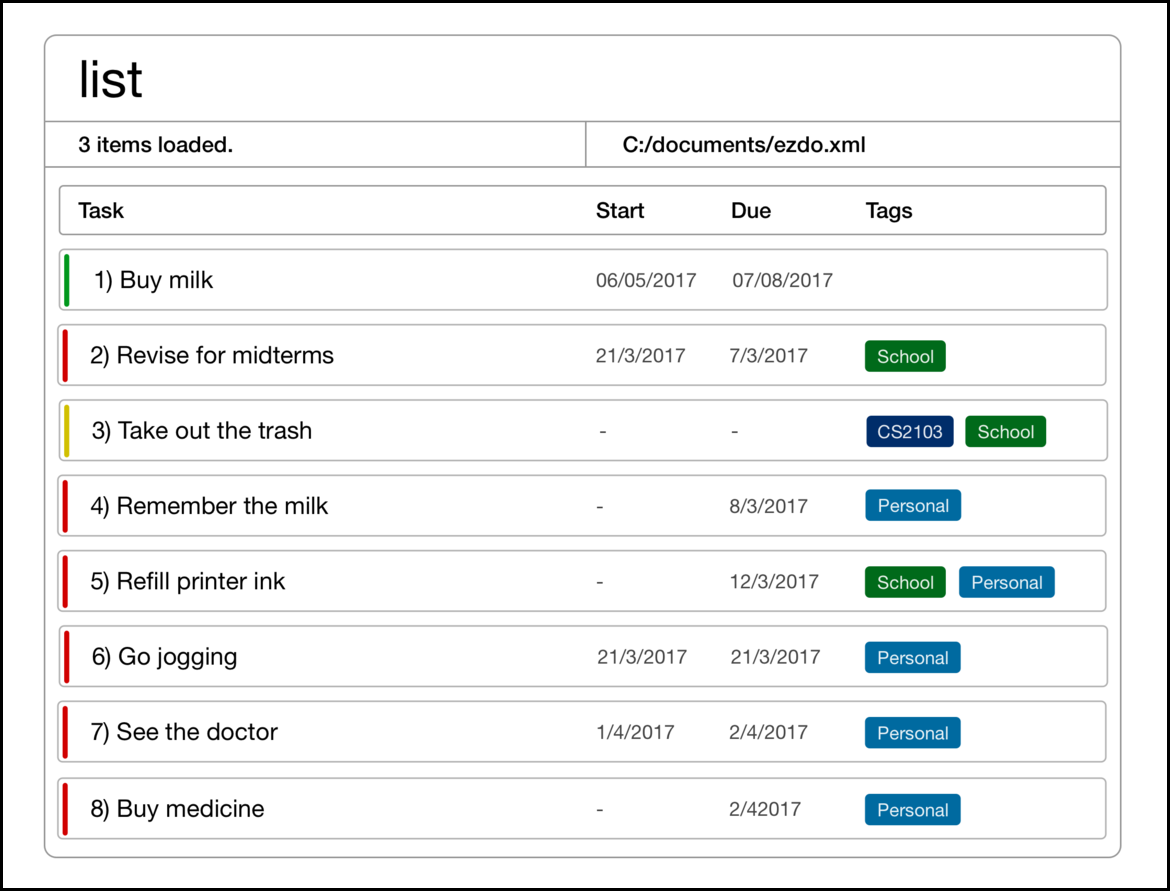 list
3 items loaded. C:/documents/ezdo.xml
Task Start Due Tags
1) Buy milk 06/05/2017 07/08/2017
2) Revise for midterms 21/3/2017 7/3/2017 School
3) Take out the trash - - CS2103 School
4) Remember the milk - 8/3/2017 Personal
5) Refill printer ink - 12/3/2017 School Personal
6) Go jogging 21/3/2017 21/3/2017 Personal
7) See the doctor 1/4/2017 2/4/2017 Personal
8) Buy medicine - 2/42017 Personal